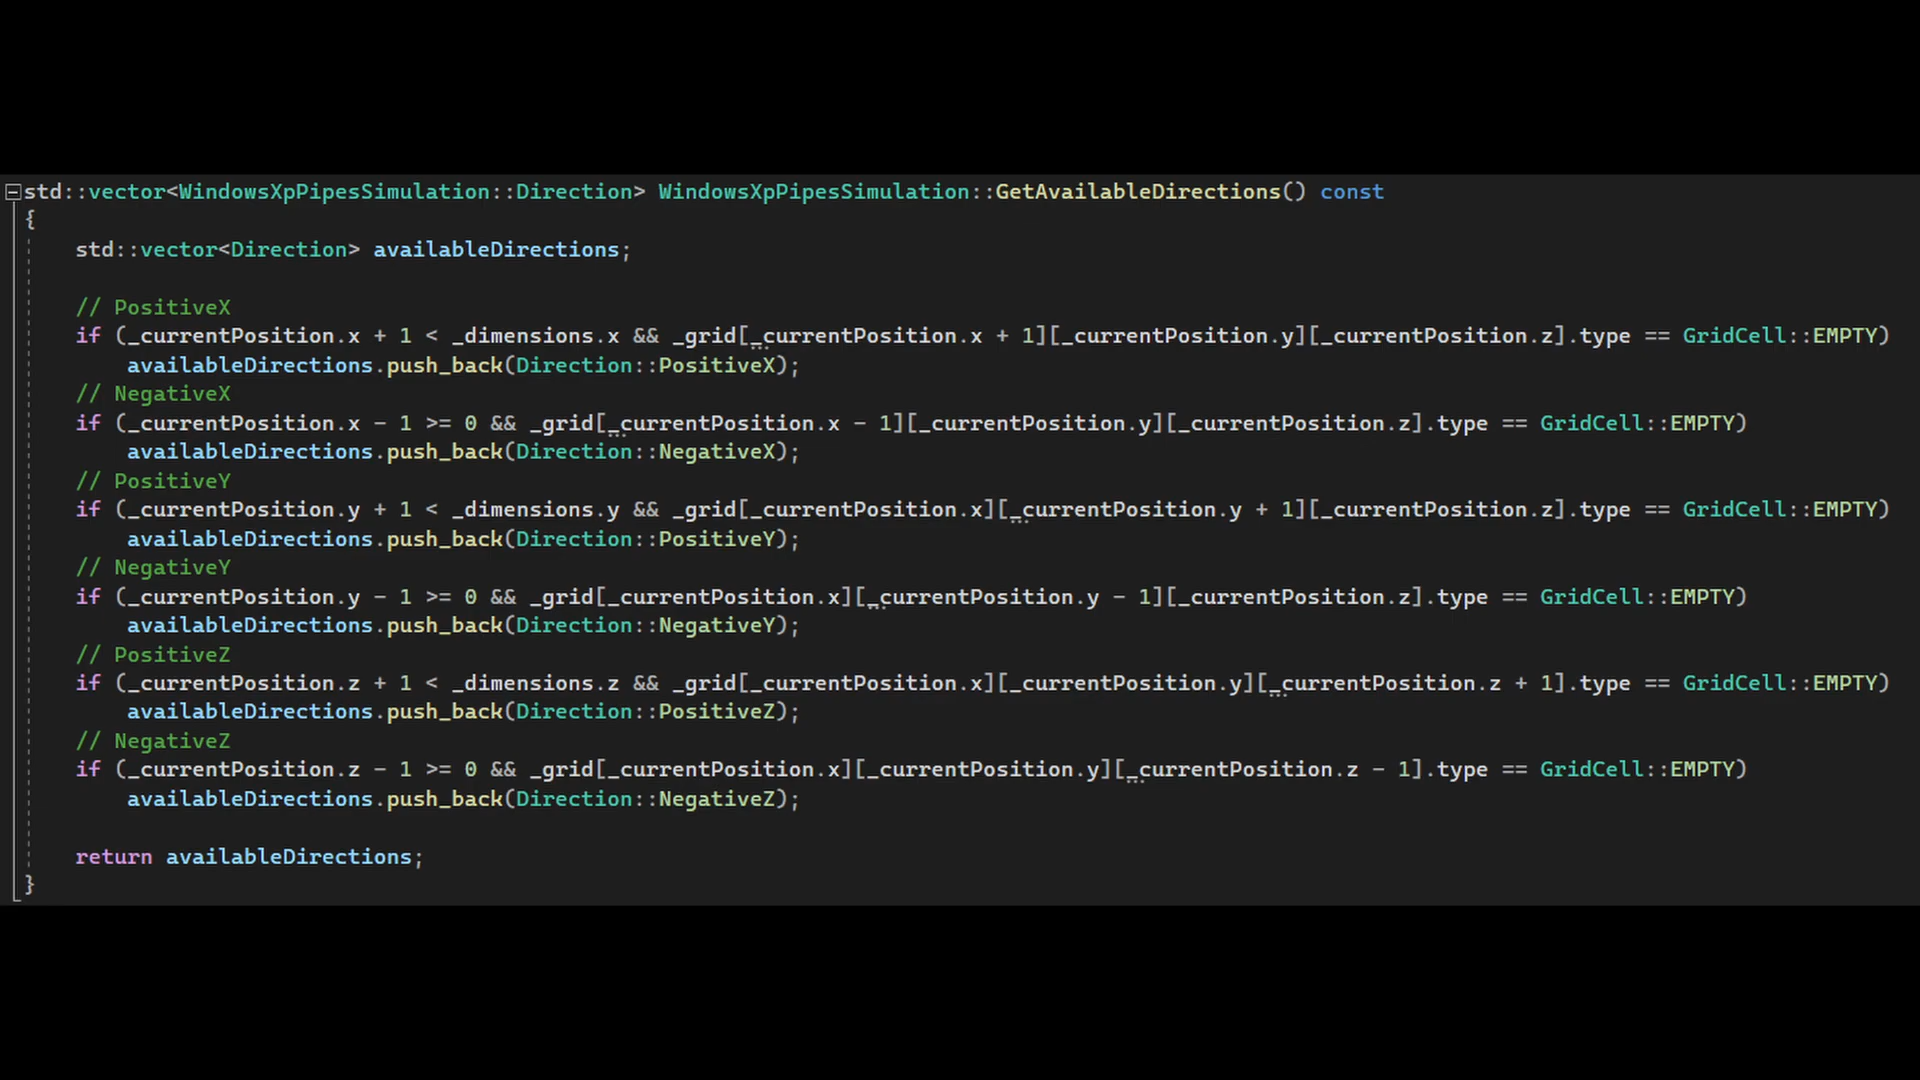 std::vector<WindowsXpPipesSimulation::Direction> WindowsXpPipesSimulation::GetAvailableDirections() const
{
    std::vector<Direction> availableDirections;

    // PositiveX
    if (_currentPosition.x + 1 < _dimensions.x && _grid[_currentPosition.x + 1][_currentPosition.y][_currentPosition.z].type == GridCell::EMPTY)
        availableDirections.push_back(Direction::PositiveX);
    // NegativeX
    if (_currentPosition.x - 1 >= 0 && _grid[_currentPosition.x - 1][_currentPosition.y][_currentPosition.z].type == GridCell::EMPTY)
        availableDirections.push_back(Direction::NegativeX);
    // PositiveY
    if (_currentPosition.y + 1 < _dimensions.y && _grid[_currentPosition.x][_currentPosition.y + 1][_currentPosition.z].type == GridCell::EMPTY)
        availableDirections.push_back(Direction::PositiveY);
    // NegativeY
    if (_currentPosition.y - 1 >= 0 && _grid[_currentPosition.x][_currentPosition.y - 1][_currentPosition.z].type == GridCell::EMPTY)
        availableDirections.push_back(Direction::NegativeY);
    // PositiveZ
    if (_currentPosition.z + 1 < _dimensions.z && _grid[_currentPosition.x][_currentPosition.y][_currentPosition.z + 1].type == GridCell::EMPTY)
        availableDirections.push_back(Direction::PositiveZ);
    // NegativeZ
    if (_currentPosition.z - 1 >= 0 && _grid[_currentPosition.x][_currentPosition.y][_currentPosition.z - 1].type == GridCell::EMPTY)
        availableDirections.push_back(Direction::NegativeZ);

    return availableDirections;
}